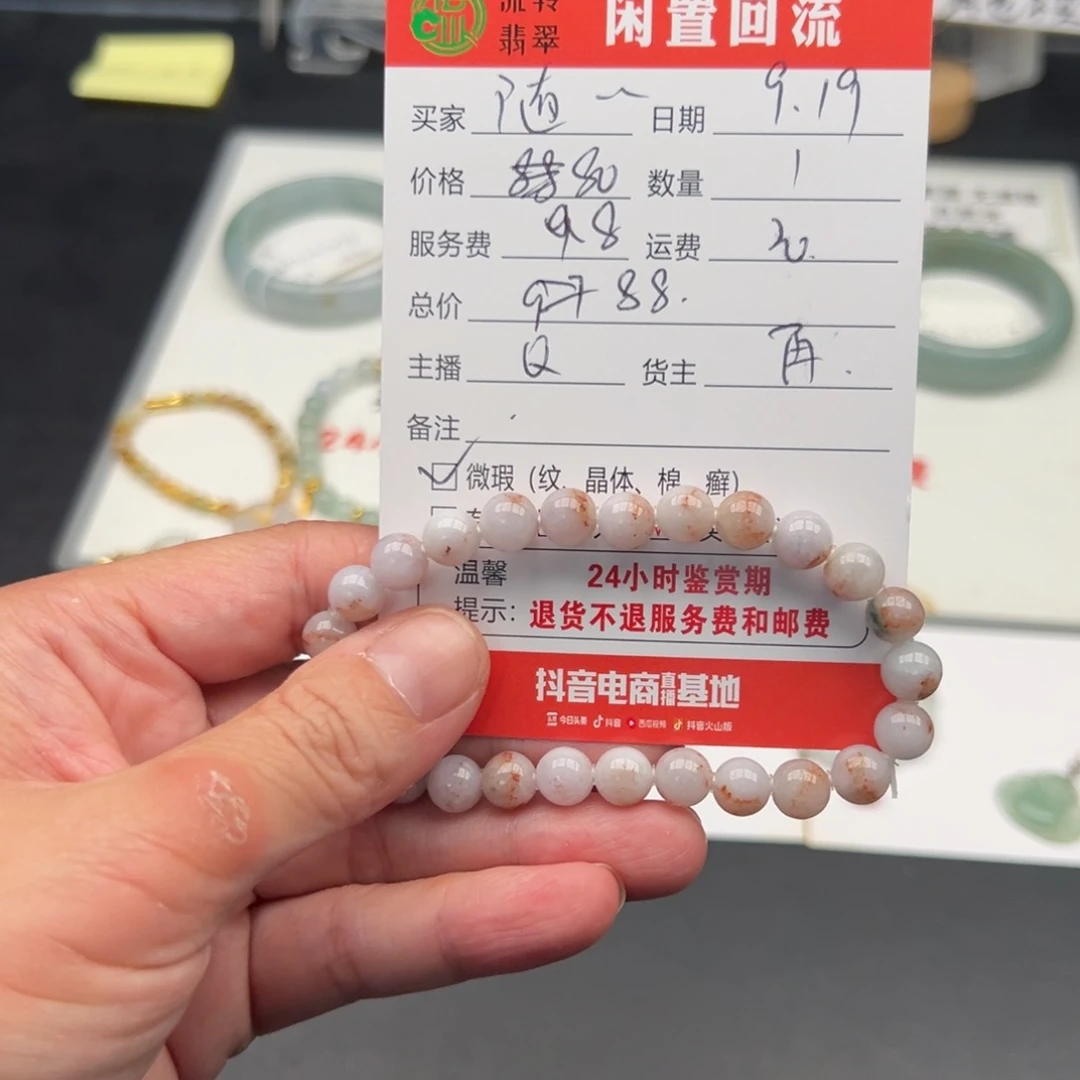 流转 闲置回流
翡翠
买家 随一 日期 9.19
价格 80 数量 1
服务费 9.8 运费
总价 88.
主播 Q 货主 再.
备注
微瑕（纹、晶体、棉、癣）
温馨 24小时鉴赏期
提示：退货不退服务费和邮费
抖音电商直播基地
今日头条 抖音 西瓜视频 抖音火山版